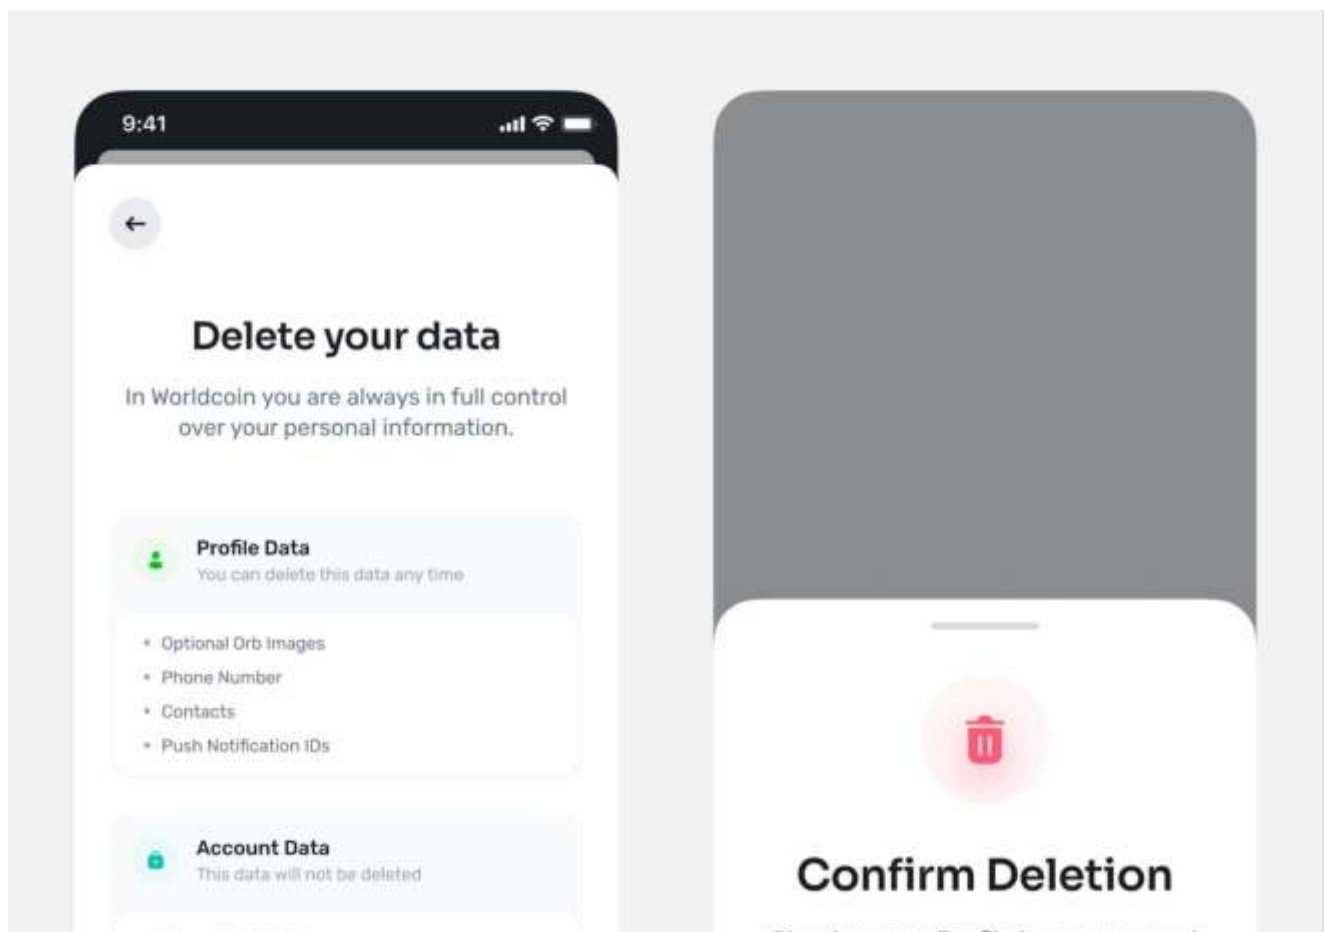 9:41
Delete your data
In Worldcoin you are always in full control
over your personal information.
Profile Data
You can delete this data any time
• Optional Orb Images
• Phone Number
• Contacts
• Push Notification IDs
Account Data
This data will not be deleted
Confirm Deletion